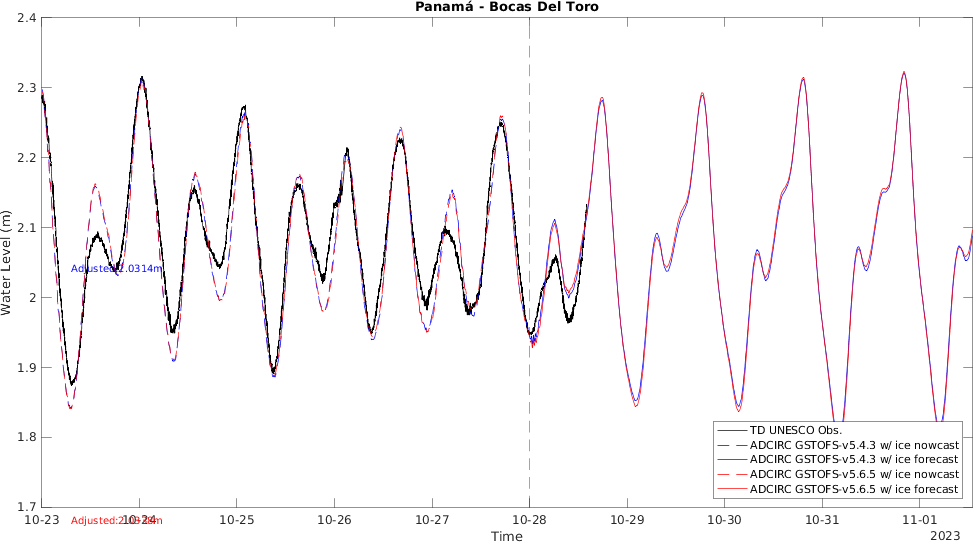 Panamá - Bocas Del Toro
2.4
2.3
2.2
2.1
2
1.9
1.8
1.7
Water Level (m)
TD UNESCO Obs.
ADCIRC GSTOFS-v5.4.3 w/ ice nowcast
ADCIRC GSTOFS-v5.4.3 w/ ice forecast
ADCIRC GSTOFS-v5.6.5 w/ ice nowcast
ADCIRC GSTOFS-v5.6.5 w/ ice forecast
10-23 10-24 10-25 10-26 10-27 10-28 10-29 10-30 10-31 11-01
Time
2023